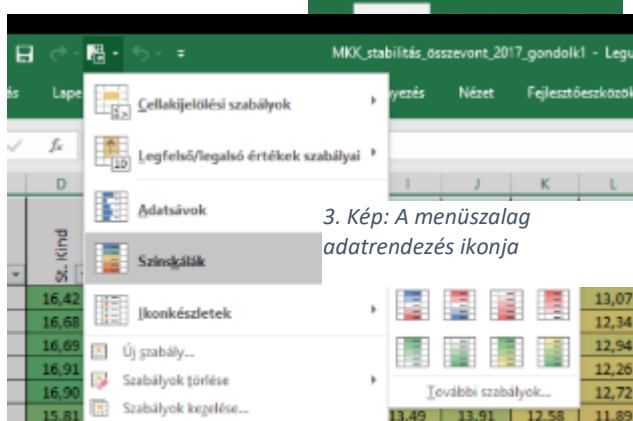 MKK_stabilitás_összevont_2017_gondolk1 - Legu
ás Lape yezés Nézet Fejlesztőeszközök
fx
Cellakijelölési szabályok
Legfelső/legalsó értékek szabályai
Adatsávok
Színskálák
Ikonkészletek
Új szabály...
Szabályok törlése
Szabályok kezelése...
3. Kép: A menüszalag
adatrendezés ikonja
További szabályok...
D I J K L
St. Kind
16,42 13,07
16,68 12,34
16,69 12,94
16,91 12,26
16,90 12,72
15,81 13,49 13,91 12,58 11,89